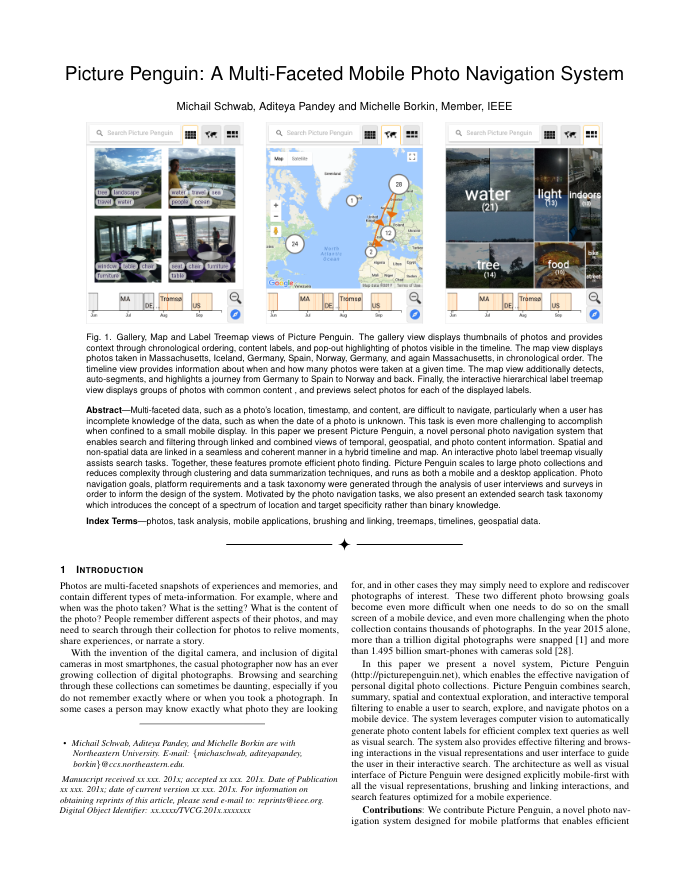 Picture Penguin: A Multi-Faceted Mobile Photo Navigation System
Michail Schwab, Aditeya Pandey and Michelle Borkin, Member, IEEE
Search Picture Penguin
tree landscape
travel water
water travel sea
people ocean
window table chair
furniture
seat chair furniture
table
MA
DE,
Tromsø
US
Jun Jul Aug Sep
Search Picture Penguin
Map Satellite
28
1
12
24
2
North
Atlantic
Ocean
Google
MA
DE,
Tromsø
US
Jun Jul Aug Sep
Search Picture Penguin
water
(21)
light
(13)
indoors
tree
(14)
food
(10)
bike
street
MA
DE,
Tromsø
US
Jun Jul Aug Sep
Fig. 1. Gallery, Map and Label Treemap views of Picture Penguin. The gallery view displays thumbnails of photos and provides
context through chronological ordering, content labels, and pop-out highlighting of photos visible in the timeline. The map view displays
photos taken in Massachusetts, Iceland, Germany, Spain, Norway, Germany, and again Massachusetts, in chronological order. The
timeline view provides information about when and how many photos were taken at a given time. The map view additionally detects,
auto-segments, and highlights a journey from Germany to Spain to Norway and back. Finally, the interactive hierarchical label treemap
view displays groups of photos with common content , and previews select photos for each of the displayed labels.
Abstract—Multi-faceted data, such as a photo's location, timestamp, and content, are difficult to navigate, particularly when a user has
incomplete knowledge of the data, such as when the date of a photo is unknown. This task is even more challenging to accomplish
when confined to a small mobile display. In this paper we present Picture Penguin, a novel personal photo navigation system that
enables search and filtering through linked and combined views of temporal, geospatial, and photo content information. Spatial and
non-spatial data are linked in a seamless and coherent manner in a hybrid timeline and map. An interactive photo label treemap visually
assists search tasks. Together, these features promote efficient photo finding. Picture Penguin scales to large photo collections and
reduces complexity through clustering and data summarization techniques, and runs as both a mobile and a desktop application. Photo
navigation goals, platform requirements and a task taxonomy were generated through the analysis of user interviews and surveys in
order to inform the design of the system. Motivated by the photo navigation tasks, we also present an extended search task taxonomy
which introduces the concept of a spectrum of location and target specificity rather than binary knowledge.
Index Terms—photos, task analysis, mobile applications, brushing and linking, treemaps, timelines, geospatial data.
1 INTRODUCTION
Photos are multi-faceted snapshots of experiences and memories, and
contain different types of meta-information. For example, where and
when was the photo taken? What is the setting? What is the content of
the photo? People remember different aspects of their photos, and may
need to search through their collection for photos to relive moments,
share experiences, or narrate a story.
With the invention of the digital camera, and inclusion of digital
cameras in most smartphones, the casual photographer now has an ever
growing collection of digital photographs. Browsing and searching
through these collections can sometimes be daunting, especially if you
do not remember exactly where or when you took a photograph. In
some cases a person may know exactly what photo they are looking
• Michail Schwab, Aditeya Pandey, and Michelle Borkin are with
Northeastern University. E-mail: {michaschwab, aditeyapandey,
borkin}@ccs.northeastern.edu.
Manuscript received xx xxx. 201x; accepted xx xxx. 201x. Date of Publication
xx xxx. 201x; date of current version xx xxx. 201x. For information on
obtaining reprints of this article, please send e-mail to: reprints@ieee.org.
Digital Object Identifier: xx.xxxx/TVCG.201x.xxxxxxx
for, and in other cases they may simply need to explore and rediscover
photographs of interest. These two different photo browsing goals
become even more difficult when one needs to do so on the small
screen of a mobile device, and even more challenging when the photo
collection contains thousands of photographs. In the year 2015 alone,
more than a trillion digital photographs were snapped [1] and more
than 1.495 billion smart-phones with cameras sold [28].
In this paper we present a novel system, Picture Penguin
(http://picturepenguin.net), which enables the effective navigation of
personal digital photo collections. Picture Penguin combines search,
summary, spatial and contextual exploration, and interactive temporal
filtering to enable a user to search, explore, and navigate photos on a
mobile device. The system leverages computer vision to automatically
generate photo content labels for efficient complex text queries as well
as visual search. The system also provides effective filtering and brows-
ing interactions in the visual representations and user interface to guide
the user in their interactive search. The architecture as well as visual
interface of Picture Penguin were designed explicitly mobile-first with
all the visual representations, brushing and linking interactions, and
search features optimized for a mobile experience.
Contributions: We contribute Picture Penguin, a novel photo nav-
igation system designed for mobile platforms that enables efficient